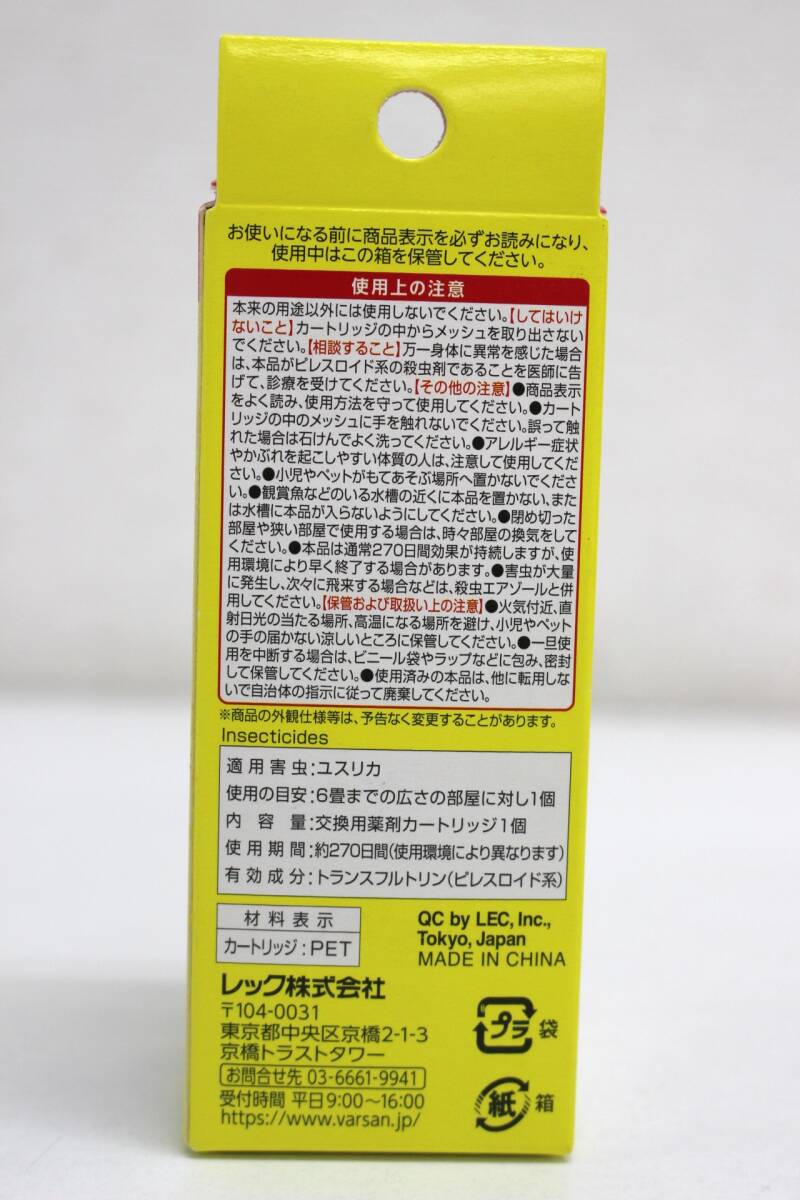 お使いになる前に商品表示を必ずお読みになり、
使用中はこの箱を保管してください。
使用上の注意
本来の用途以外には使用しないでください。【してはいけ
ないこと】カートリッジの中からメッシュを取り出さない
でください。【相談すること】万一身体に異常を感じた場合
は、本品がピレスロイド系の殺虫剤であることを医師に告
げて、診療を受けてください。【その他の注意】●商品表示
をよく読み、使用方法を守って使用してください。●カート
リッジの中のメッシュに手を触れないでください。誤って触
れた場合は石けんでよく洗ってください。●アレルギー症状
やかぶれを起こしやすい体質の人は、注意して使用してくだ
さい。●小児やペットがもてあそぶ場所へ置かないでくださ
い。●観賞魚などのいる水槽の近くに本品を置かない、また
は水槽に本品が入らないようにしてください。●閉め切った
部屋や狭い部屋で使用する場合は、時々部屋の換気をして
ください。●本品は通常270日間効果が持続しますが、使
用環境により早く終了する場合があります。●害虫が大量
に発生し、次々に飛来する場合などは、殺虫エアゾールと併
用してください。【保管および取扱い上の注意】●火気付近、直
射日光の当たる場所、高温になる場所を避け、小児やペット
の手の届かない涼しいところに保管してください。●一旦使
用を中断する場合は、ビニール袋やラップなどに包み、密封
して保管してください。●使用済みの本品は、他に転用しな
いで自治体の指示に従って廃棄してください。
※商品の外観仕様等は、予告なく変更することがあります。
Insecticides
適用害虫:ユスリカ
使用の目安:6畳までの広さの部屋に対し1個
内容量:交換用薬剤カートリッジ1個
使用期間:約270日間(使用環境により異なります)
有効成分:トランスフルトリン(ピレスロイド系)
材料表示
カートリッジ:PET
QC by LEC, Inc.,
Tokyo, Japan
MADE IN CHINA
レック株式会社
〒104-0031
東京都中央区京橋2-1-3
京橋トラストタワー
お問合せ先 03-6661-9941
受付時間 平日9:00〜16:00
https://www.varsan.jp/
プラ 袋
紙 箱